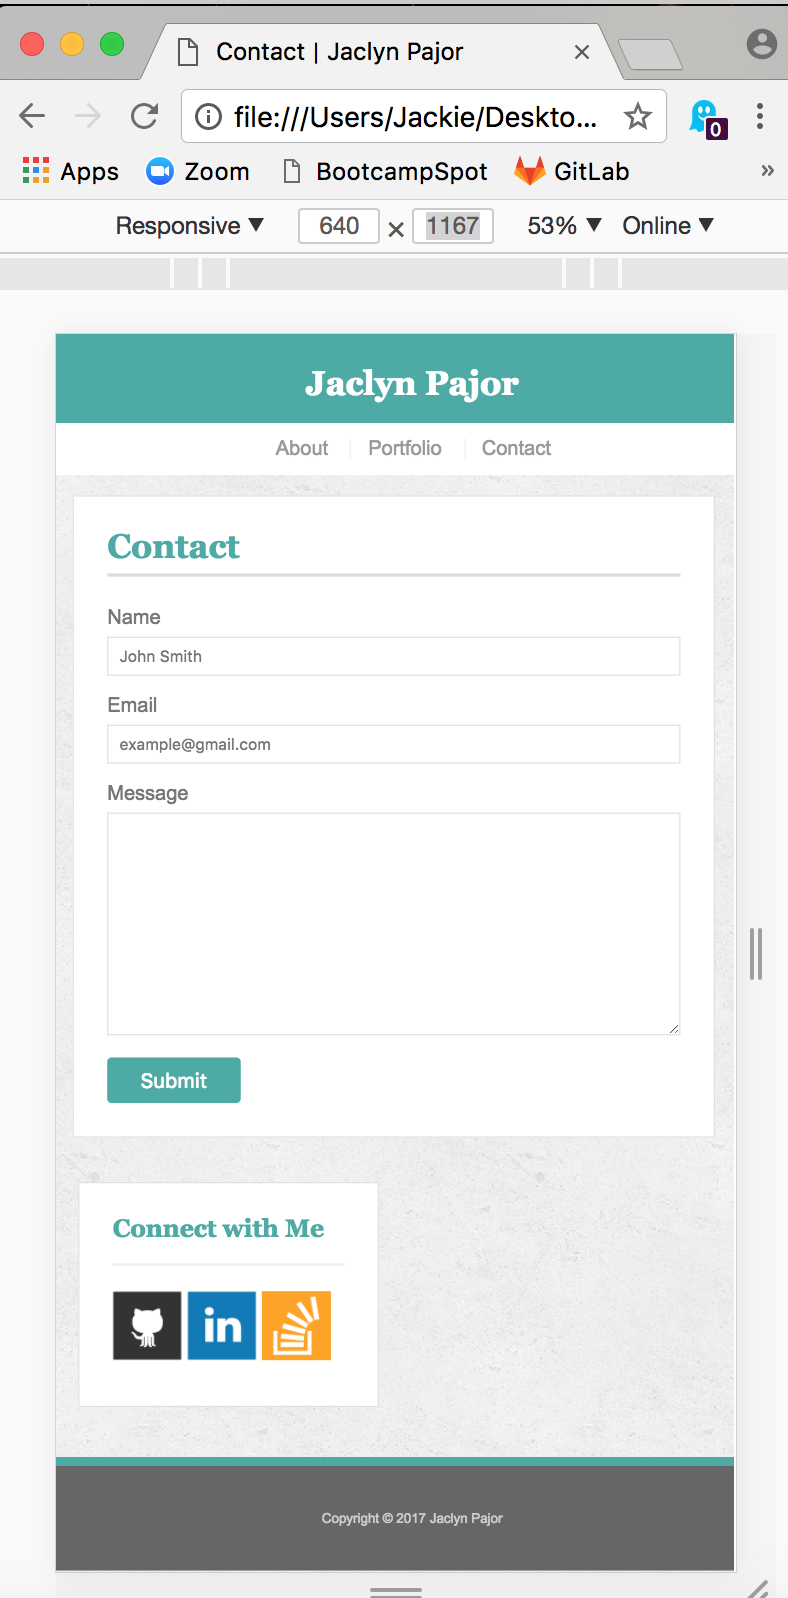 Contact | Jaclyn Pajor
file:///Users/Jackie/Deskto...
0
Apps Zoom BootcampSpot GitLab »
Responsive ▼ 640 × 1167 53% ▼ Online ▼
Jaclyn Pajor
About Portfolio Contact
Contact
Name
John Smith
Email
example@gmail.com
Message
Submit
Connect with Me
in
Copyright © 2017 Jaclyn Pajor